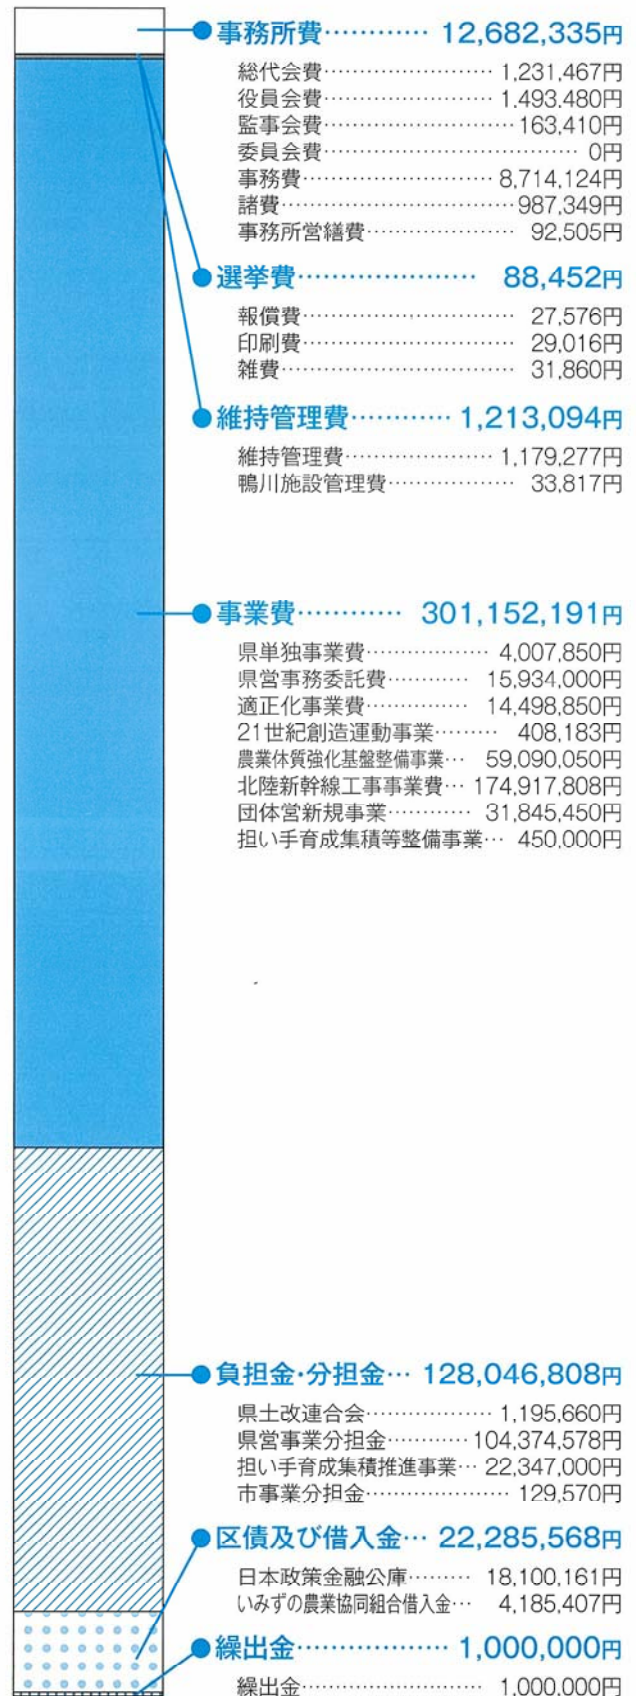 ●事務所費………… 12,682,335円
総代会費…………………… 1,231,467円
役員会費…………………… 1,493,480円
監事会費……………………… 163,410円
委員会費……………………………… 0円
事務費……………………… 8,714,124円
諸費………………………… 987,349円
事務所営繕費………………… 92,505円
●選挙費………………… 88,452円
報償費………………………… 27,576円
印刷費………………………… 29,016円
雑費…………………………… 31,860円
●維持管理費………… 1,213,094円
維持管理費………………… 1,179,277円
鴨川施設管理費……………… 33,817円
●事業費………… 301,152,191円
県単独事業費……………… 4,007,850円
県営事務委託費………… 15,934,000円
適正化事業費…………… 14,498,850円
21世紀創造運動事業……… 408,183円
農業体質強化基盤整備事業… 59,090,050円
北陸新幹線工事事業費… 174,917,808円
団体営新規事業………… 31,845,450円
担い手育成集積等整備事業… 450,000円
●負担金・分担金… 128,046,808円
県土改連合会……………… 1,195,660円
県営事業分担金………… 104,374,578円
担い手育成集積推進事業… 22,347,000円
市事業分担金………………… 129,570円
●区債及び借入金… 22,285,568円
日本政策金融公庫……… 18,100,161円
いみずの農業協同組合借入金… 4,185,407円
●繰出金……………… 1,000,000円
繰出金……………………… 1,000,000円